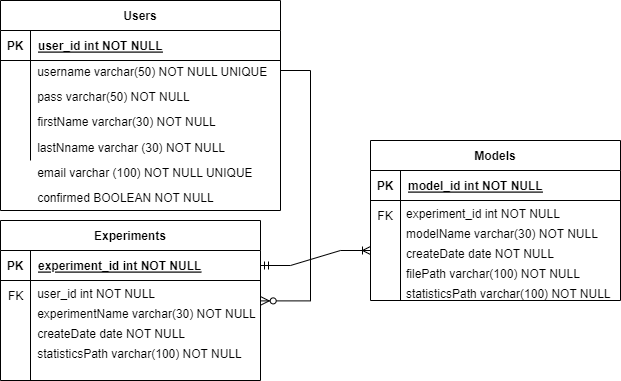 Users
PK user_id int NOT NULL
username varchar(50) NOT NULL UNIQUE
pass varchar(50) NOT NULL
firstName varchar(30) NOT NULL
lastNname varchar (30) NOT NULL
email varchar (100) NOT NULL UNIQUE
confirmed BOOLEAN NOT NULL
Experiments
PK experiment_id int NOT NULL
FK user_id int NOT NULL
experimentName varchar(30) NOT NULL
createDate date NOT NULL
statisticsPath varchar(100) NOT NULL
Models
PK model_id int NOT NULL
FK experiment_id int NOT NULL
modelName varchar(30) NOT NULL
createDate date NOT NULL
filePath varchar(100) NOT NULL
statisticsPath varchar(100) NOT NULL